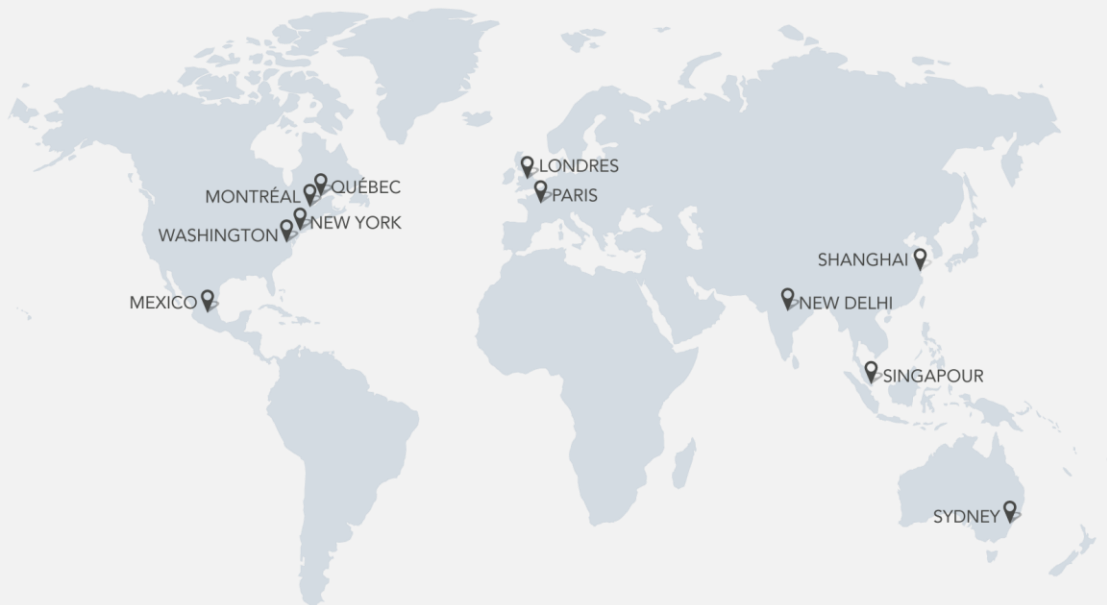 LONDRES
QUÉBEC
MONTRÉAL
PARIS
NEW YORK
WASHINGTON
SHANGHAI
MEXICO
NEW DELHI
SINGAPOUR
SYDNEY